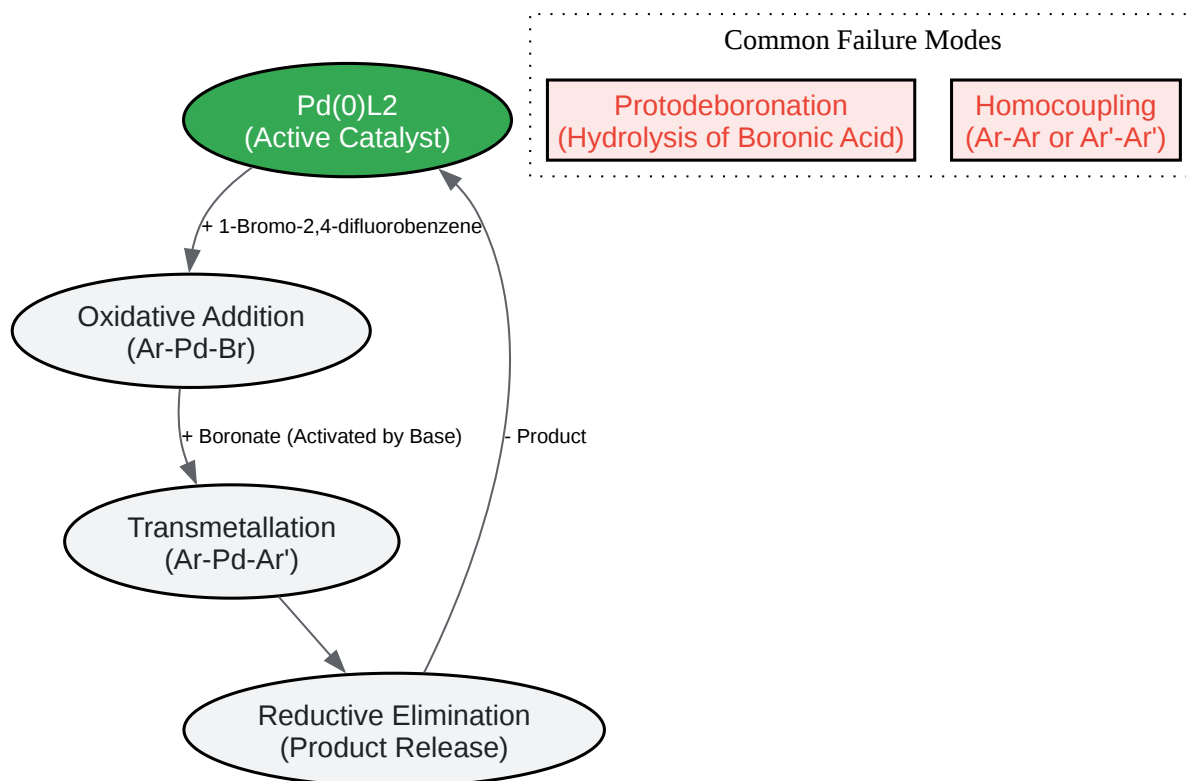 Common Failure Modes
Pd(0)L2
(Active Catalyst)
Protodeboronation
(Hydrolysis of Boronic Acid)
Homocoupling
(Ar-Ar or Ar'-Ar')
+ 1-Bromo-2,4-difluorobenzene
Oxidative Addition
(Ar-Pd-Br)
+ Boronate (Activated by Base)
- Product
Transmetallation
(Ar-Pd-Ar')
Reductive Elimination
(Product Release)